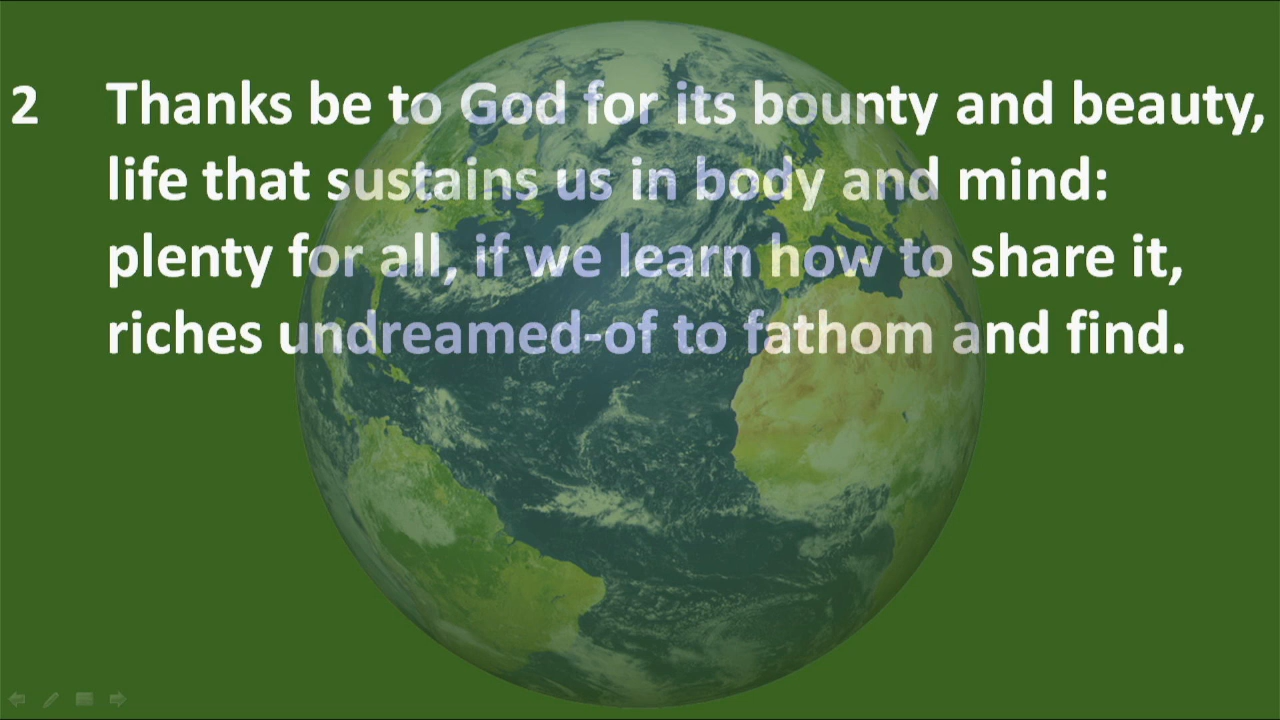 2 Thanks be to God for its bounty and beauty,
life that sustains us in body and mind:
plenty for all, if we learn how to share it,
riches undreamed-of to fathom and find.